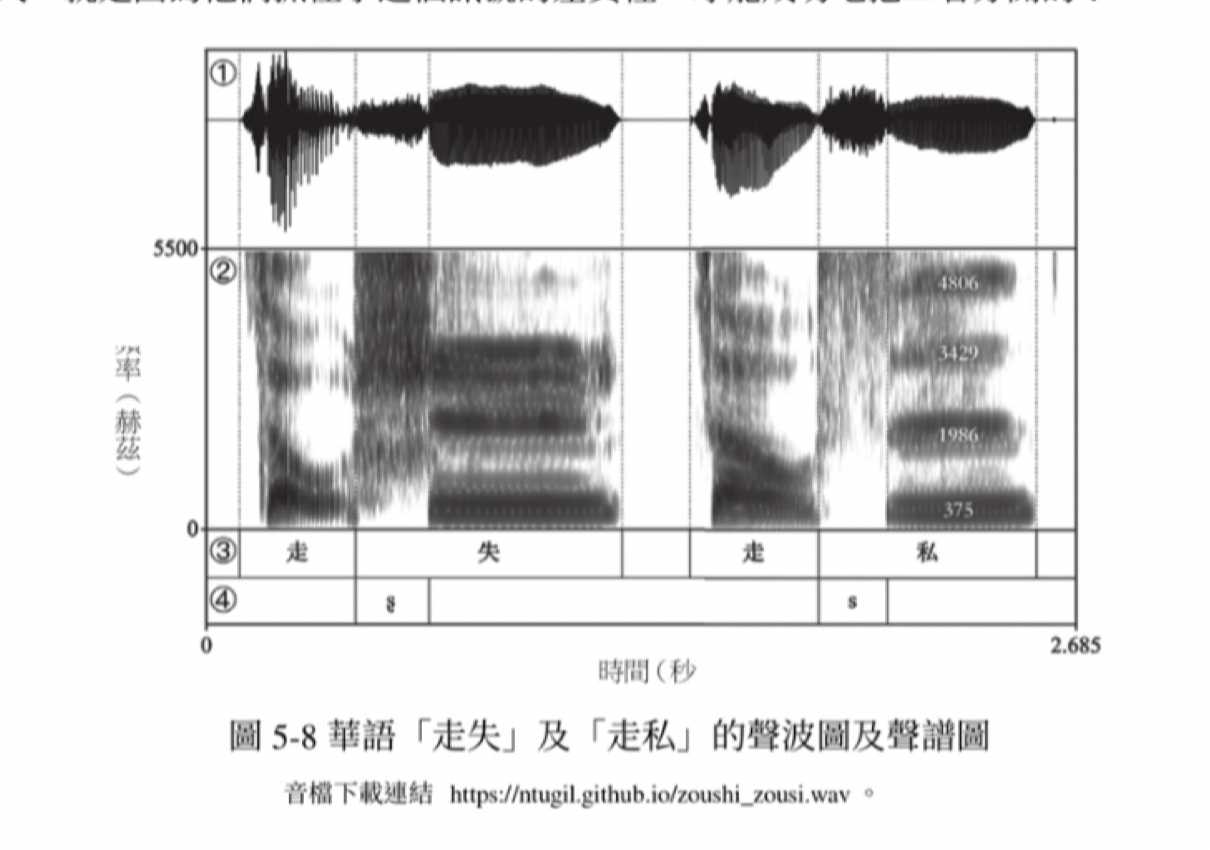 ①
5500
②
4806
3429
1986
375
頻率（赫茲）
0
③ 走 失 走 私
④ ʂ s
0 2.685
時間（秒
圖 5-8 華語「走失」及「走私」的聲波圖及聲譜圖
音檔下載連結 https://ntugil.github.io/zoushi_zousi.wav 。